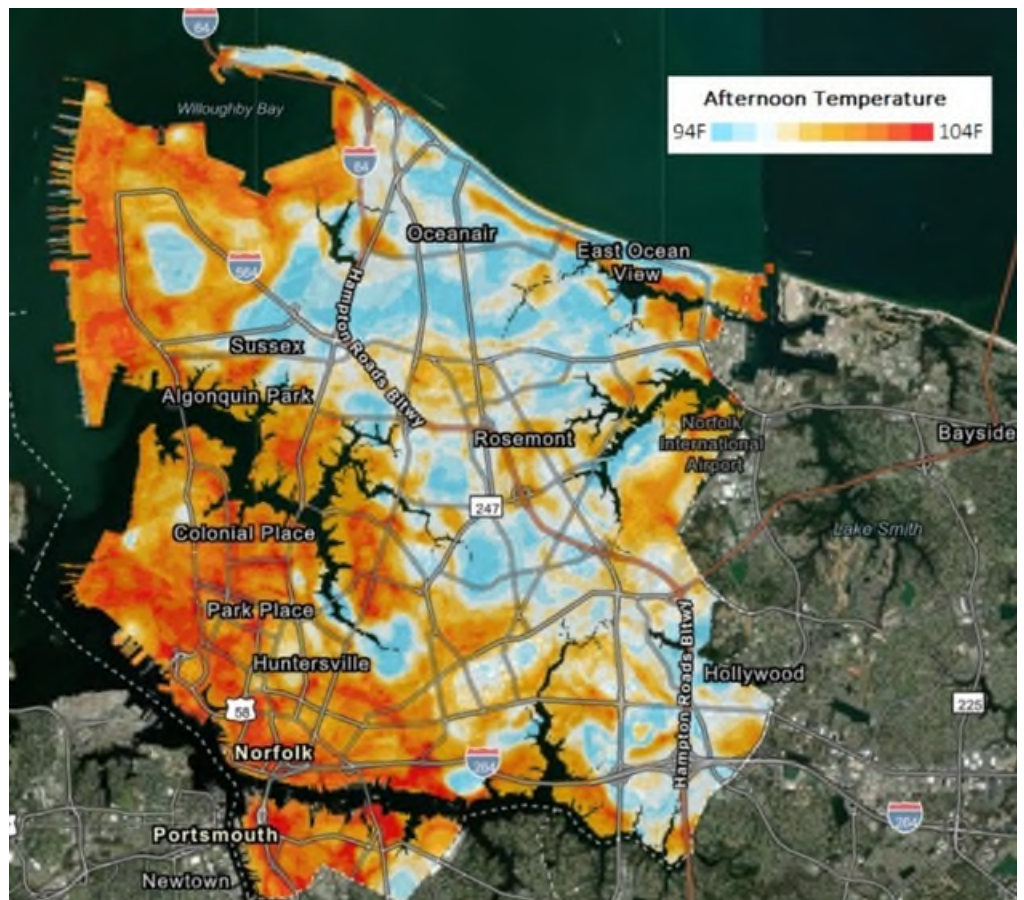 64
Willoughby Bay
Afternoon Temperature
94F
104F
64
Oceanair
East Ocean
View
564
Hampton Roads Bltwy
Sussex
Algonquin Park
Rosemont
Norfolk
International
Airport
Bayside
247
Colonial Place
Lake Smith
Park Place
Huntersville
Hampton Roads Bltwy
Hollywood
58
225
Norfolk
264
264
Portsmouth
Newtown